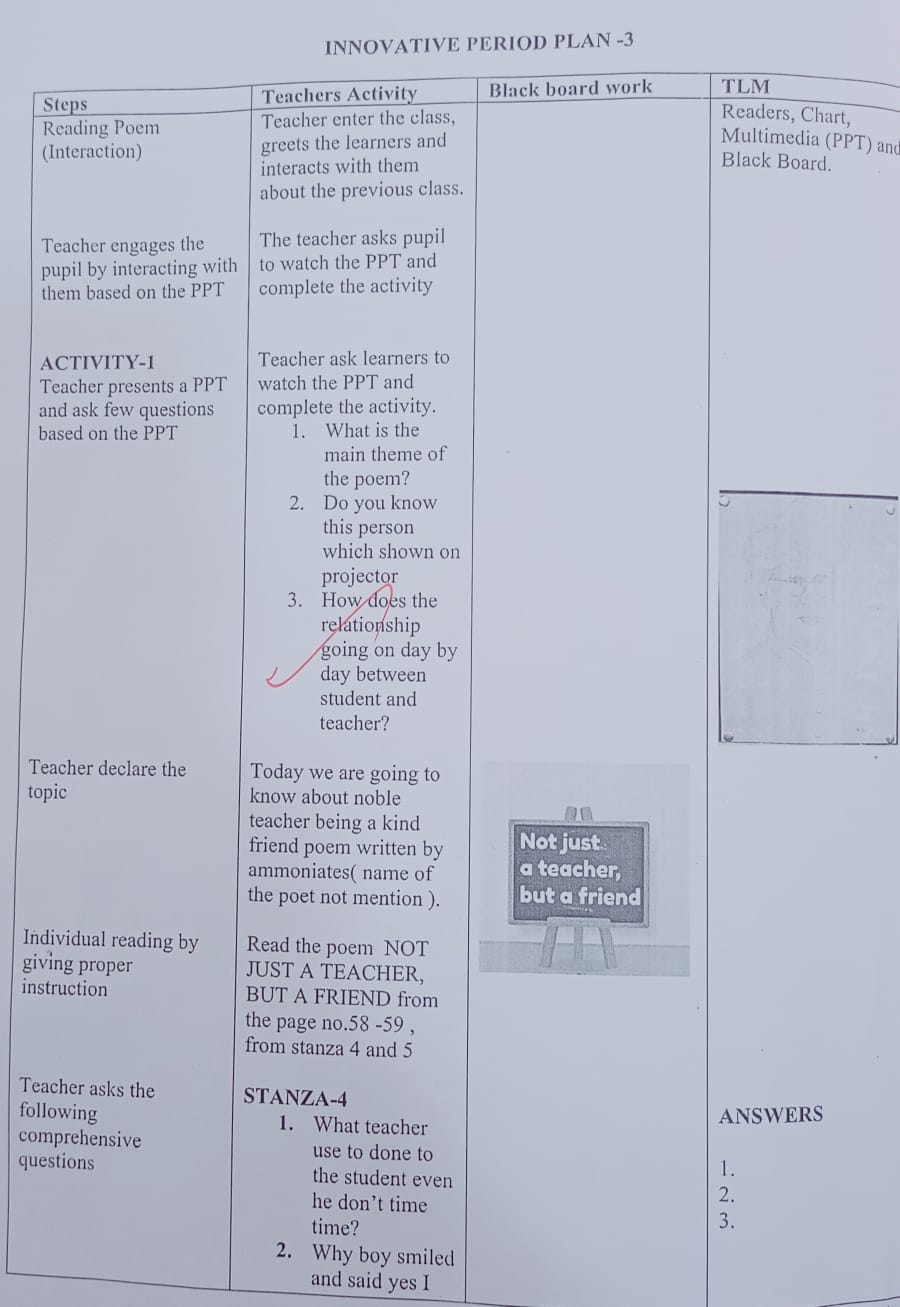 INNOVATIVE PERIOD PLAN -3
Steps
Teachers Activity
Black board work
TLM
Reading Poem
(Interaction)
Teacher enter the class,
greets the learners and
interacts with them
about the previous class.
Readers, Chart,
Multimedia (PPT) and
Black Board.
Teacher engages the
pupil by interacting with
them based on the PPT
The teacher asks pupil
to watch the PPT and
complete the activity
ACTIVITY-1
Teacher presents a PPT
and ask few questions
based on the PPT
Teacher ask learners to
watch the PPT and
complete the activity.
1. What is the
main theme of
the poem?
2. Do you know
this person
which shown on
projector
3. How does the
relationship
going on day by
day between
student and
teacher?
Teacher declare the
topic
Today we are going to
know about noble
teacher being a kind
friend poem written by
ammoniates( name of
the poet not mention ).
Not just
a teacher,
but a friend
Individual reading by
giving proper
instruction
Read the poem NOT
JUST A TEACHER,
BUT A FRIEND from
the page no.58 -59 ,
from stanza 4 and 5
Teacher asks the
following
comprehensive
questions
STANZA-4
1. What teacher
use to done to
the student even
he don't time
time?
2. Why boy smiled
and said yes I
ANSWERS
1.
2.
3.